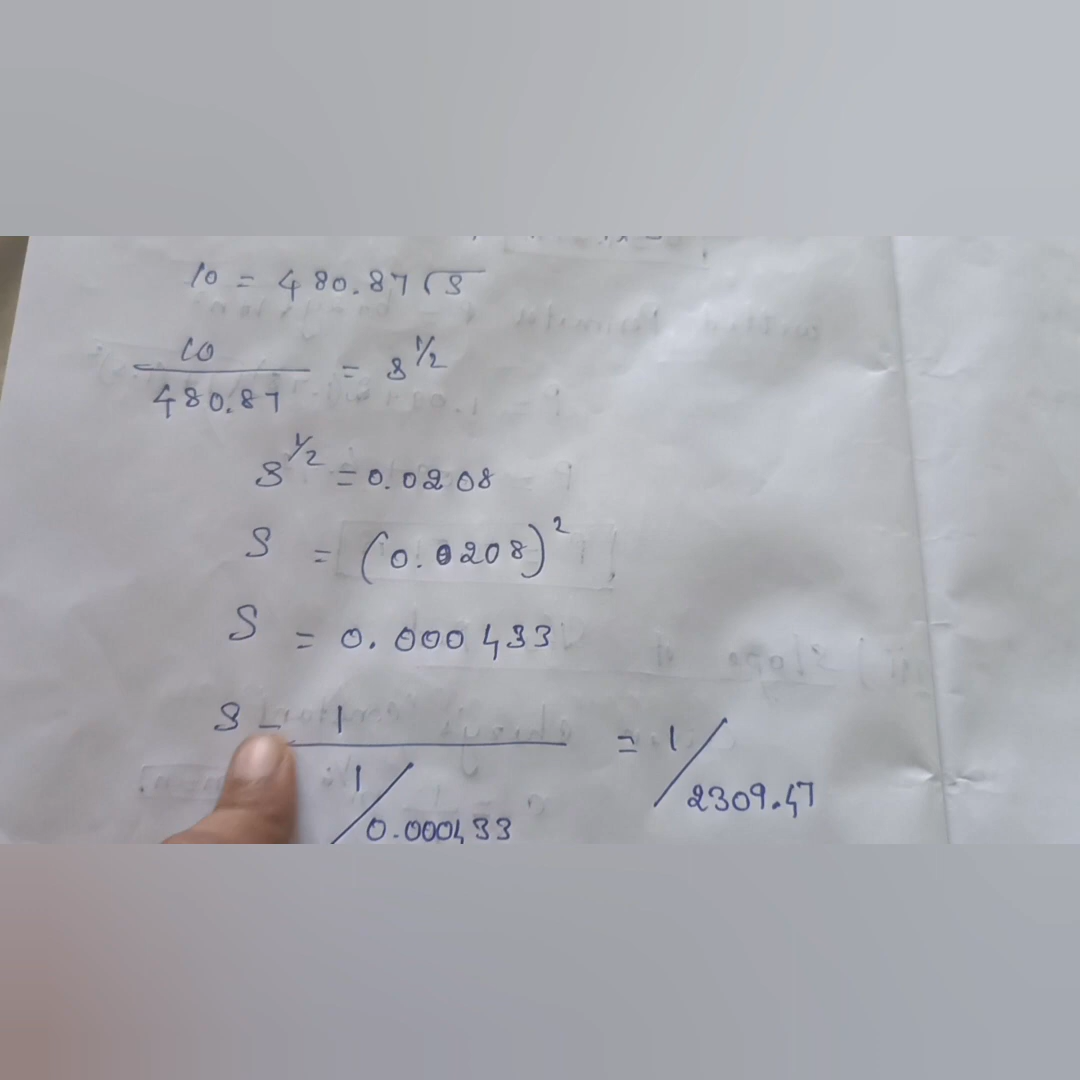 10 = 480.87 √S
10 / 480.87 = S^1/2
S^1/2 = 0.0208
S = (0.0208)^2
S = 0.000433
S = 1 / (1/0.000433) = 1/2309.47